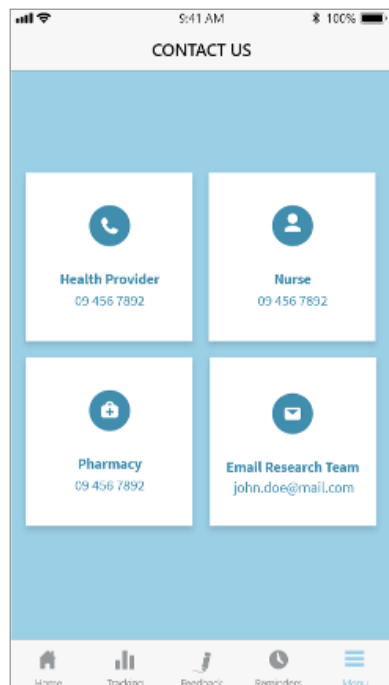 9:41 AM 100%
CONTACT US
Health Provider
09 456 7892
Nurse
09 456 7892
Pharmacy
09 456 7892
Email Research Team
john.doe@mail.com
Home Tracking Feedback Reminders Menu